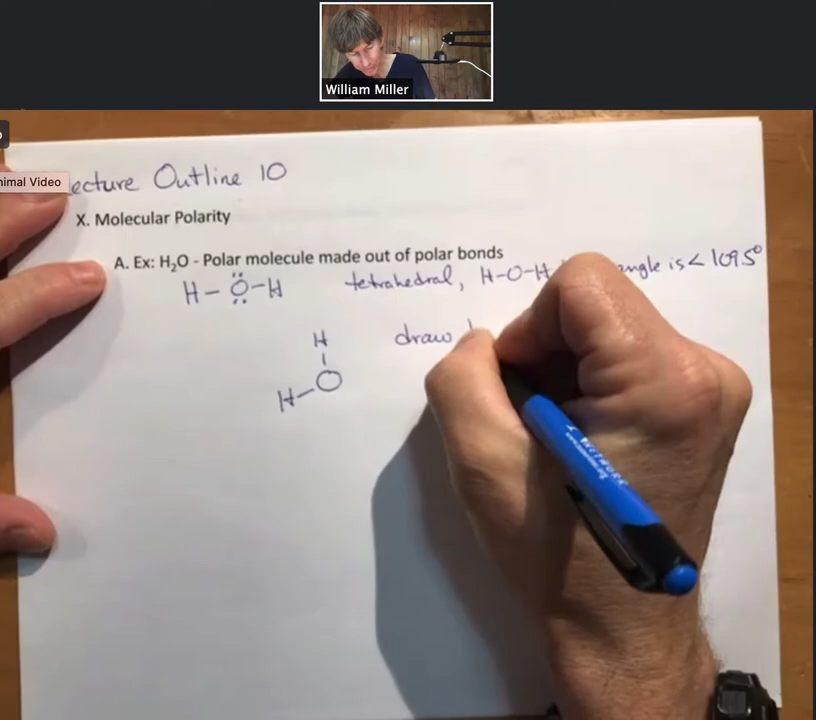 William Miller
nimal Video
ecture Outline 10
X. Molecular Polarity
A. Ex: H₂O - Polar molecule made out of polar bonds
H-Ö-H tetrahedral, H-O-H angle is < 109.5°
H
O
H
draw